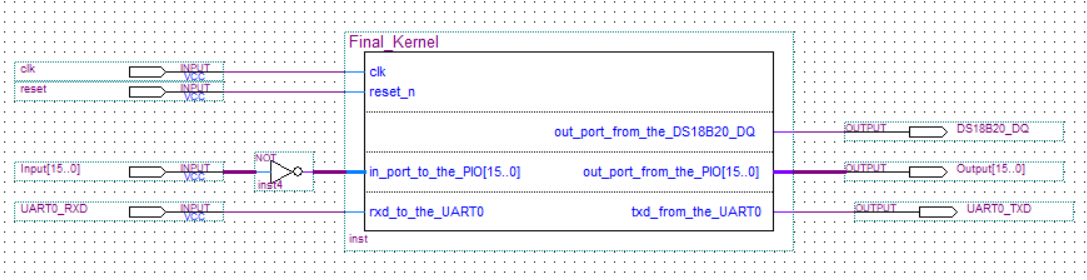 Final_Kernel
clk INPUT VCC clk
reset INPUT VCC reset_n
out_port_from_the_DS18B20_DQ OUTPUT DS18B20_DQ
NOT
Input[15..0] INPUT VCC in_port_to_the_PIO[15..0] out_port_from_the_PIO[15..0] OUTPUT Output[15..0]
inst4
UART0_RXD INPUT VCC rxd_to_the_UART0 txd_from_the_UART0 OUTPUT UART0_TXD
inst